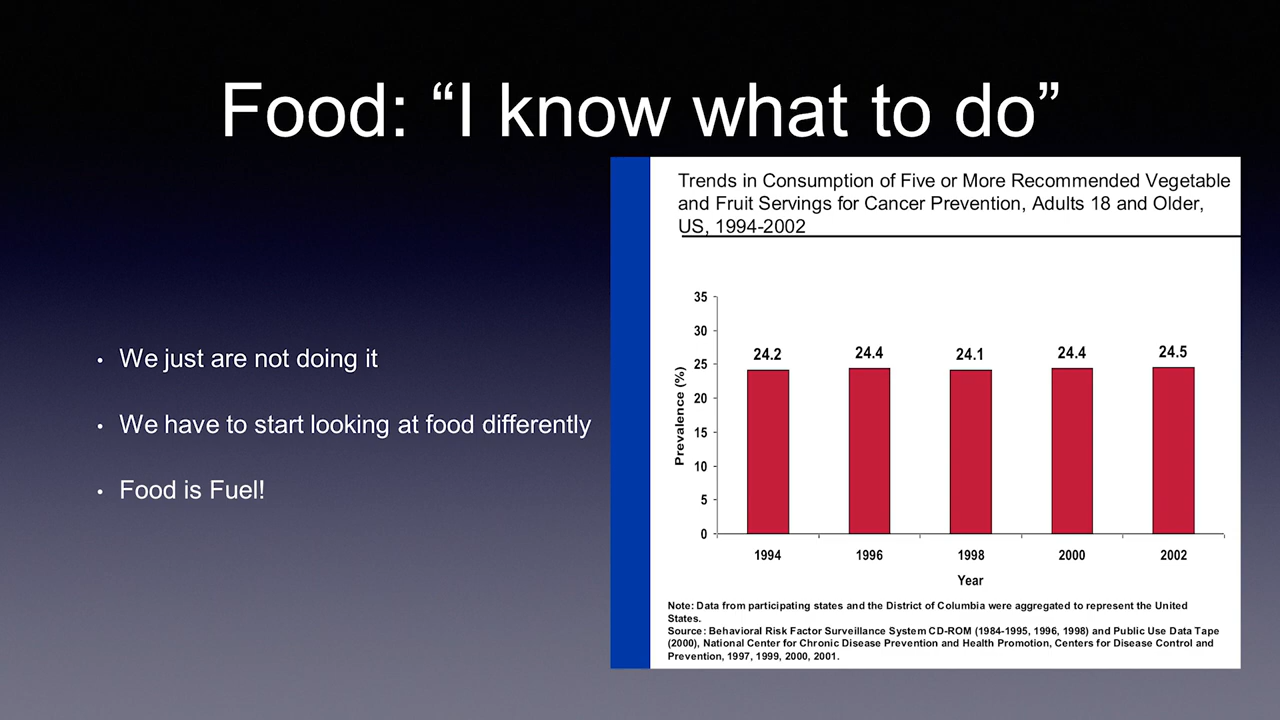 Food: “I know what to do”
• We just are not doing it
• We have to start looking at food differently
• Food is Fuel!
Trends in Consumption of Five or More Recommended Vegetable
and Fruit Servings for Cancer Prevention, Adults 18 and Older,
US, 1994-2002
35
30
25
20
15
10
5
0
Prevalence (%)
24.2
24.4
24.1
24.4
24.5
1994
1996
1998
2000
2002
Year
Note: Data from participating states and the District of Columbia were aggregated to represent the United
States.
Source: Behavioral Risk Factor Surveillance System CD-ROM (1984-1995, 1996, 1998) and Public Use Data Tape
(2000), National Center for Chronic Disease Prevention and Health Promotion, Centers for Disease Control and
Prevention, 1997, 1999, 2000, 2001.